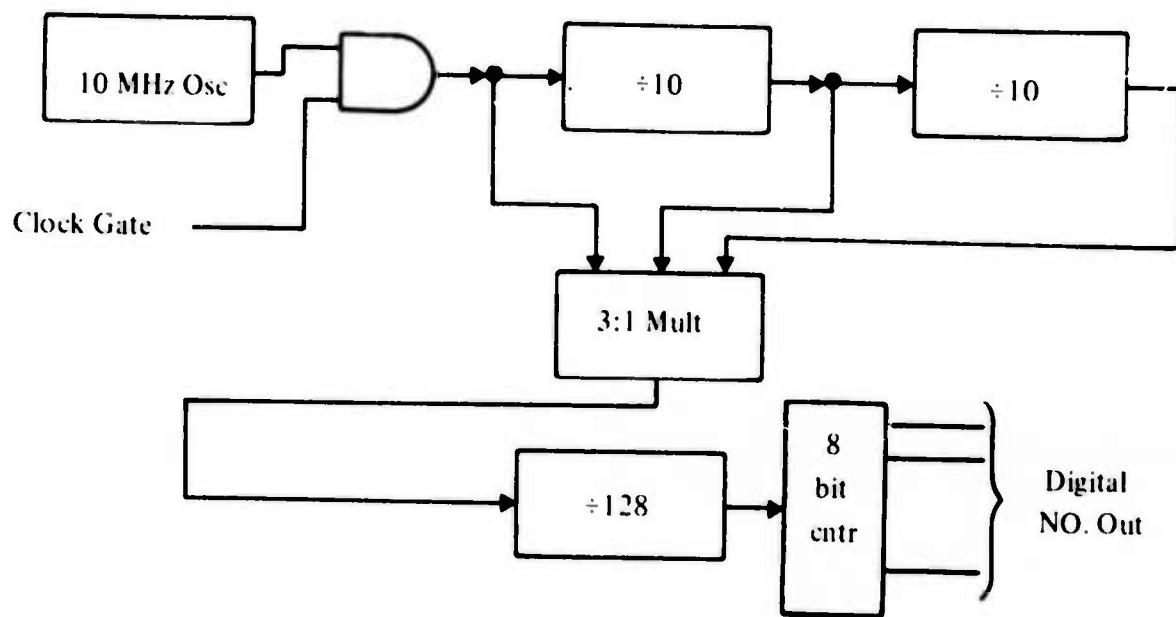 10 MHz Osc
÷10
÷10
Clock Gate
3:1 Mult
÷128
8
bit
cntr
Digital
NO. Out